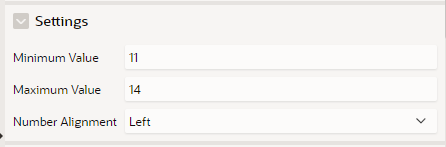 Settings
Minimum Value 11
Maximum Value 14
Number Alignment Left